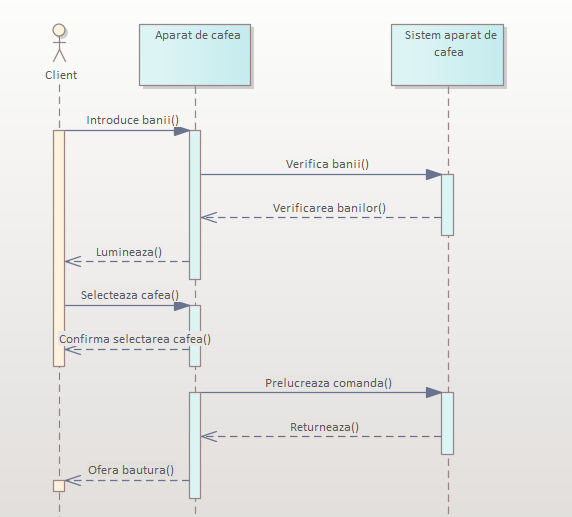 Aparat de cafea
Sistem aparat de
cafea
Client
Introduce banii()
Verifica banii()
Verificarea banilor()
Lumineaza()
Selecteaza cafea()
Confirma selectarea cafea()
Prelucreaza comanda()
Returneaza()
Ofera bautura()